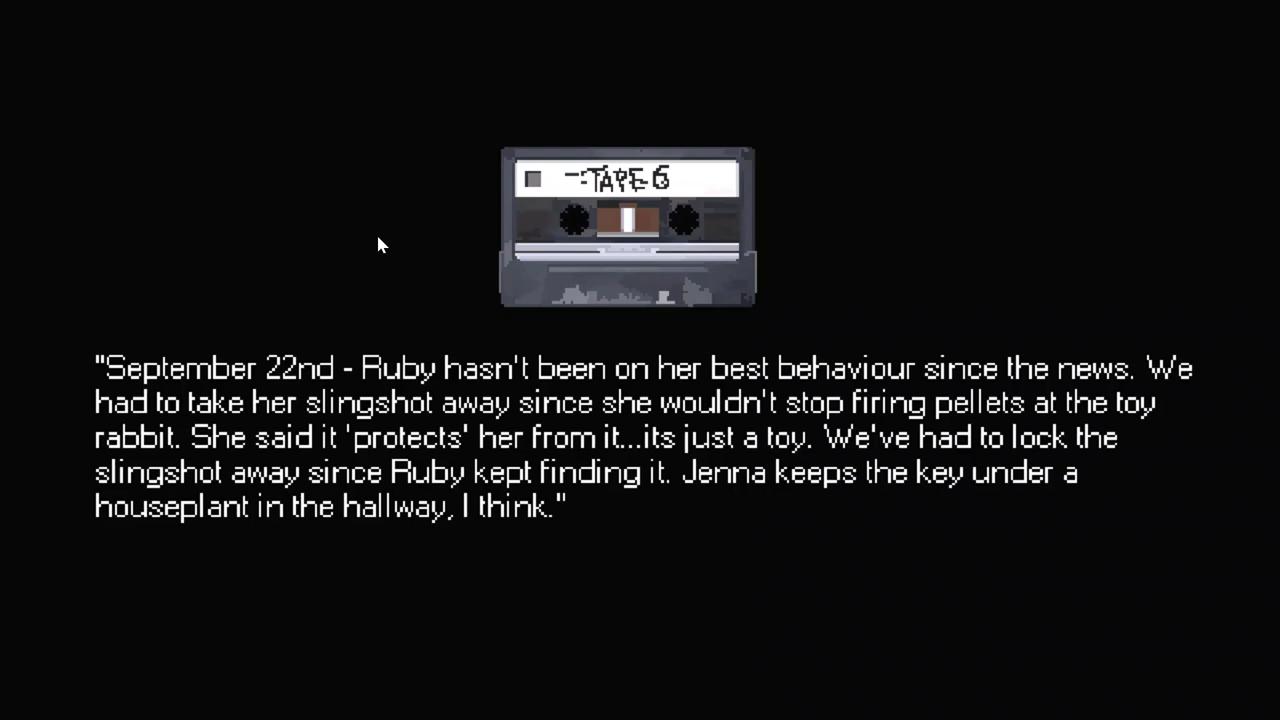 TAPE 6
"September 22nd - Ruby hasn't been on her best behaviour since the news. We
had to take her slingshot away since she wouldn't stop firing pellets at the toy
rabbit. She said it 'protects' her from it...its just a toy. We've had to lock the
slingshot away since Ruby kept finding it. Jenna keeps the key under a
houseplant in the hallway, I think."